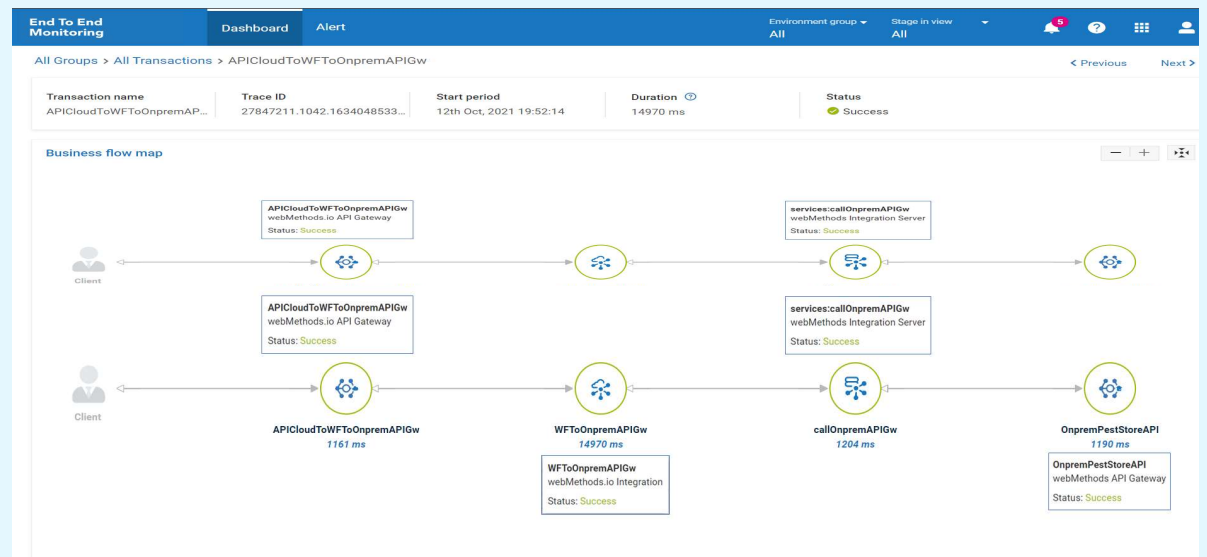 End To End
Monitoring
Dashboard
Alert
Environment group
All
Stage in view
All
5
?
All Groups > All Transactions > APICloudToWFToOnpremAPIGw
< Previous
Next >
Transaction name
APICloudToWFToOnpremAP...
Trace ID
27847211.1042.1634048533...
Start period
12th Oct, 2021 19:52:14
Duration ?
14970 ms
Status
Success
Business flow map
− +
APICloudToWFToOnpremAPIGw
webMethods.io API Gateway
Status: Success
services:callOnpremAPIGw
webMethods Integration Server
Status: Success
Client
APICloudToWFToOnpremAPIGw
webMethods.io API Gateway
Status: Success
services:callOnpremAPIGw
webMethods Integration Server
Status: Success
Client
APICloudToWFToOnpremAPIGw
1161 ms
WFToOnpremAPIGw
14970 ms
callOnpremAPIGw
1204 ms
OnpremPestStoreAPI
1190 ms
WFToOnpremAPIGw
webMethods.io Integration
Status: Success
OnpremPestStoreAPI
webMethods API Gateway
Status: Success